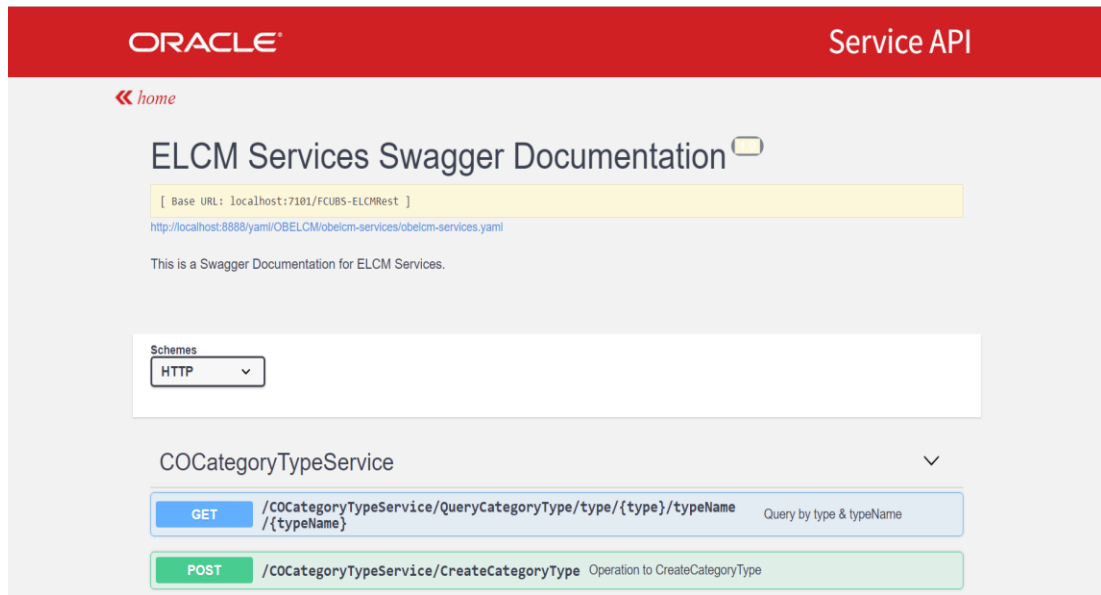 ORACLE
Service API
home
ELCM Services Swagger Documentation
[ Base URL: localhost:7101/FCUBS-ELCMRest ]
http://localhost:8888/yaml/OBELCM/obelcm-services/obelcm-services.yaml
This is a Swagger Documentation for ELCM Services.
Schemes
HTTP
COCategoryTypeService
GET /COCategoryTypeService/QueryCategoryType/type/{type}/typeName
/{typeName} Query by type & typeName
POST /COCategoryTypeService/CreateCategoryType Operation to CreateCategoryType